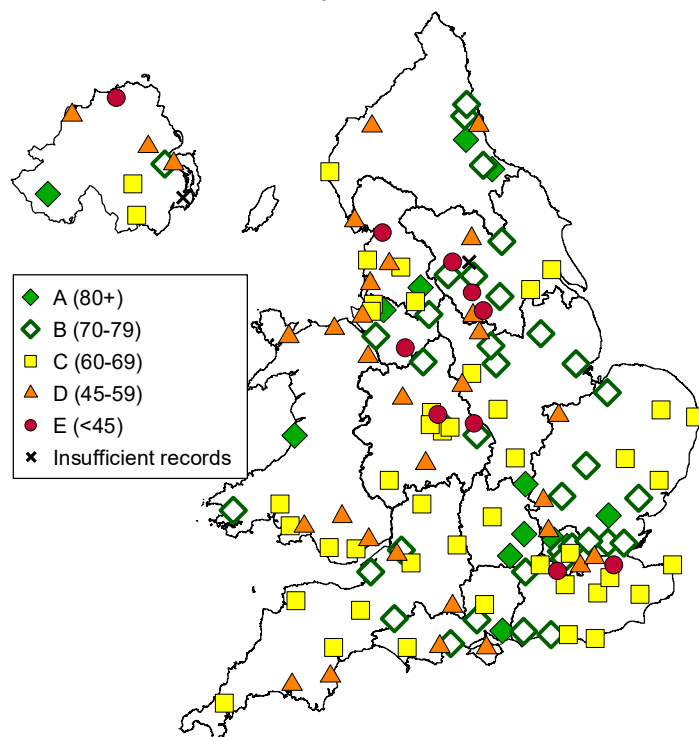 A (80+)
B (70-79)
C (60-69)
D (45-59)
E (<45)
Insufficient records